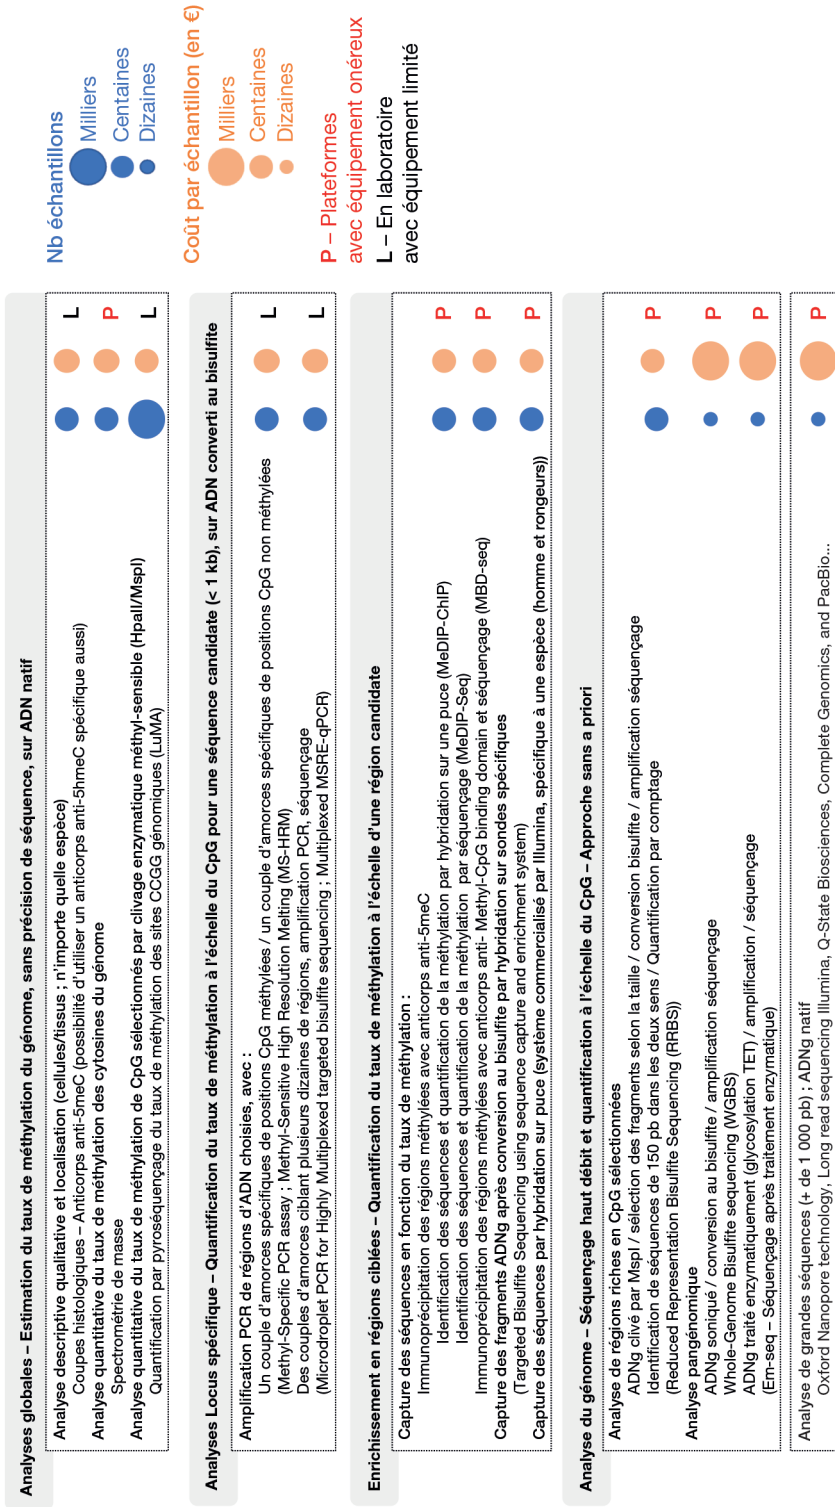 Analyses globales – Estimation du taux de méthylation du génome, sans précision de séquence, sur ADN natif
Analyse descriptive qualitative et localisation (cellules/tissus ; n'importe quelle espèce)
Coupes histologiques – Anticorps anti-5meC (possibilité d'utiliser un anticorps anti-5hmeC spécifique aussi)
L
Analyse quantitative du taux de méthylation des cytosines du génome
Spectrométrie de masse
P
Analyse quantitative du taux de méthylation de CpG sélectionnés par clivage enzymatique méthyl-sensible (HpaII/MspI)
Quantification par pyroséquençage du taux de méthylation des sites CCGG génomiques (LuMA)
L
Analyses Locus spécifique – Quantification du taux de méthylation à l'échelle du CpG pour une séquence candidate (< 1 kb), sur ADN converti au bisulfite
Amplification PCR de régions d'ADN choisies, avec :
Un couple d'amorces spécifiques de positions CpG méthylées / un couple d'amorces spécifiques de positions CpG non méthylées
(Methyl-Specific PCR assay ; Methyl-Sensitive High Resolution Melting (MS-HRM)
L
Des couples d'amorces ciblant plusieurs dizaines de régions, amplification PCR, séquençage
(Microdroplet PCR for Highly Multiplexed targeted bisulfite sequencing ; Multiplexed MSRE-qPCR)
L
Enrichissement en régions ciblées – Quantification du taux de méthylation à l'échelle d'une région candidate
Capture des séquences en fonction du taux de méthylation :
Immunoprécipitation des régions méthylées avec anticorps anti-5meC
Identification des séquences et quantification de la méthylation par hybridation sur une puce (MeDIP-ChIP)
P
Identification des séquences et quantification de la méthylation par séquençage (MeDIP-Seq)
Immunoprécipitation des régions méthylées avec anticorps anti- Methyl-CpG binding domain et séquençage (MBD-seq)
P
Capture des fragments ADNg après conversion au bisulfite par hybridation sur sondes spécifiques
(Targeted Bisulfite Sequencing using sequence capture and enrichment system)
Capture des séquences par hybridation sur puce (système commercialisé par Illumina, spécifique à une espèce (homme et rongeurs))
P
Analyse du génome – Séquençage haut débit et quantification à l'échelle du CpG – Approche sans a priori
Analyse de régions riches en CpG sélectionnées
ADNg clivé par MspI / sélection des fragments selon la taille / conversion bisulfite / amplification séquençage
Identification de séquences de 150 pb dans les deux sens / Quantification par comptage
(Reduced Representation Bisulfite Sequencing (RRBS))
P
Analyse pangénomique
ADNg soniqué / conversion au bisulfite / amplification séquençage
Whole-Genome Bisulfite sequencing (WGBS)
P
ADNg traité enzymatiquement (glycosylation TET) / amplification / séquençage
(Em-seq – Séquençage après traitement enzymatique)
P
Analyse de grandes séquences (+ de 1 000 pb) ; ADNg natif
Oxford Nanopore technology, Long read sequencing Illumina, Q-State Biosciences, Complete Genomics, and PacBio...
P
Nb échantillons
Milliers
Centaines
Dizaines
Coût par échantillon (en €)
Milliers
Centaines
Dizaines
P – Plateformes
avec équipement onéreux
L – En laboratoire
avec équipement limité